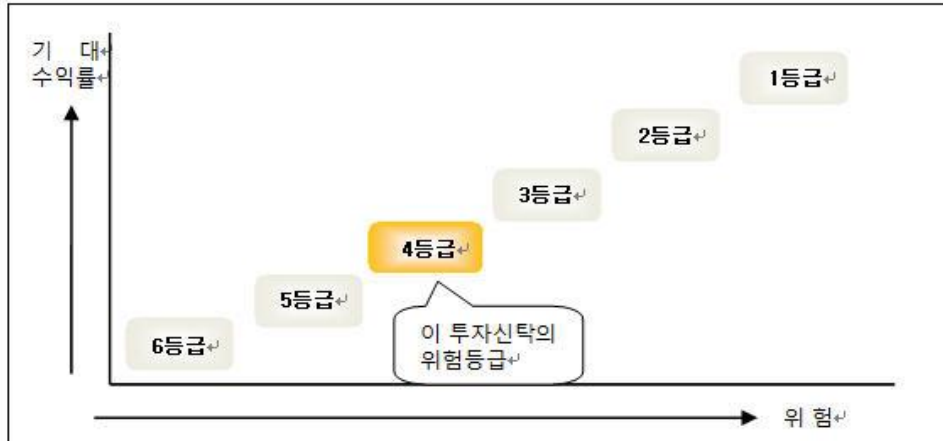 기 대
수익률
1등급
2등급
3등급
4등급
5등급
6등급
이 투자신탁의
위험등급
위 험